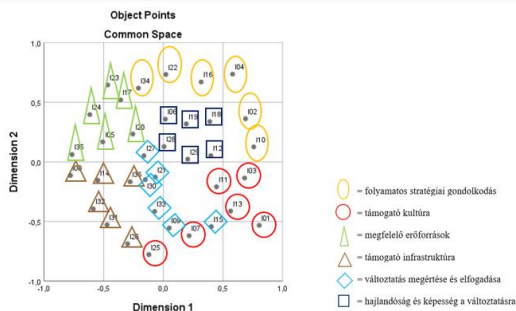 Object Points
Common Space
Dimension 2
1,0
0,5
0,0
-0,5
-1,0
-1,0
-0,5
0,0
0,5
1,0
Dimension 1
I23
I17
I34
I22
I16
I04
I24
I06
I19
I18
I02
I05
I20
I35
I27
I28
I12
I10
I14
I36
I21
I30
I11
I03
I32
I31
I33
I13
I26
I09
I07
I15
I01
I25
= folyamatos stratégiai gondolkodás
= támogató kultúra
= megfelelő erőforrások
= támogató infrastruktúra
= változtatás megértése és elfogadása
= hajlandóság és képesség a változtatásra